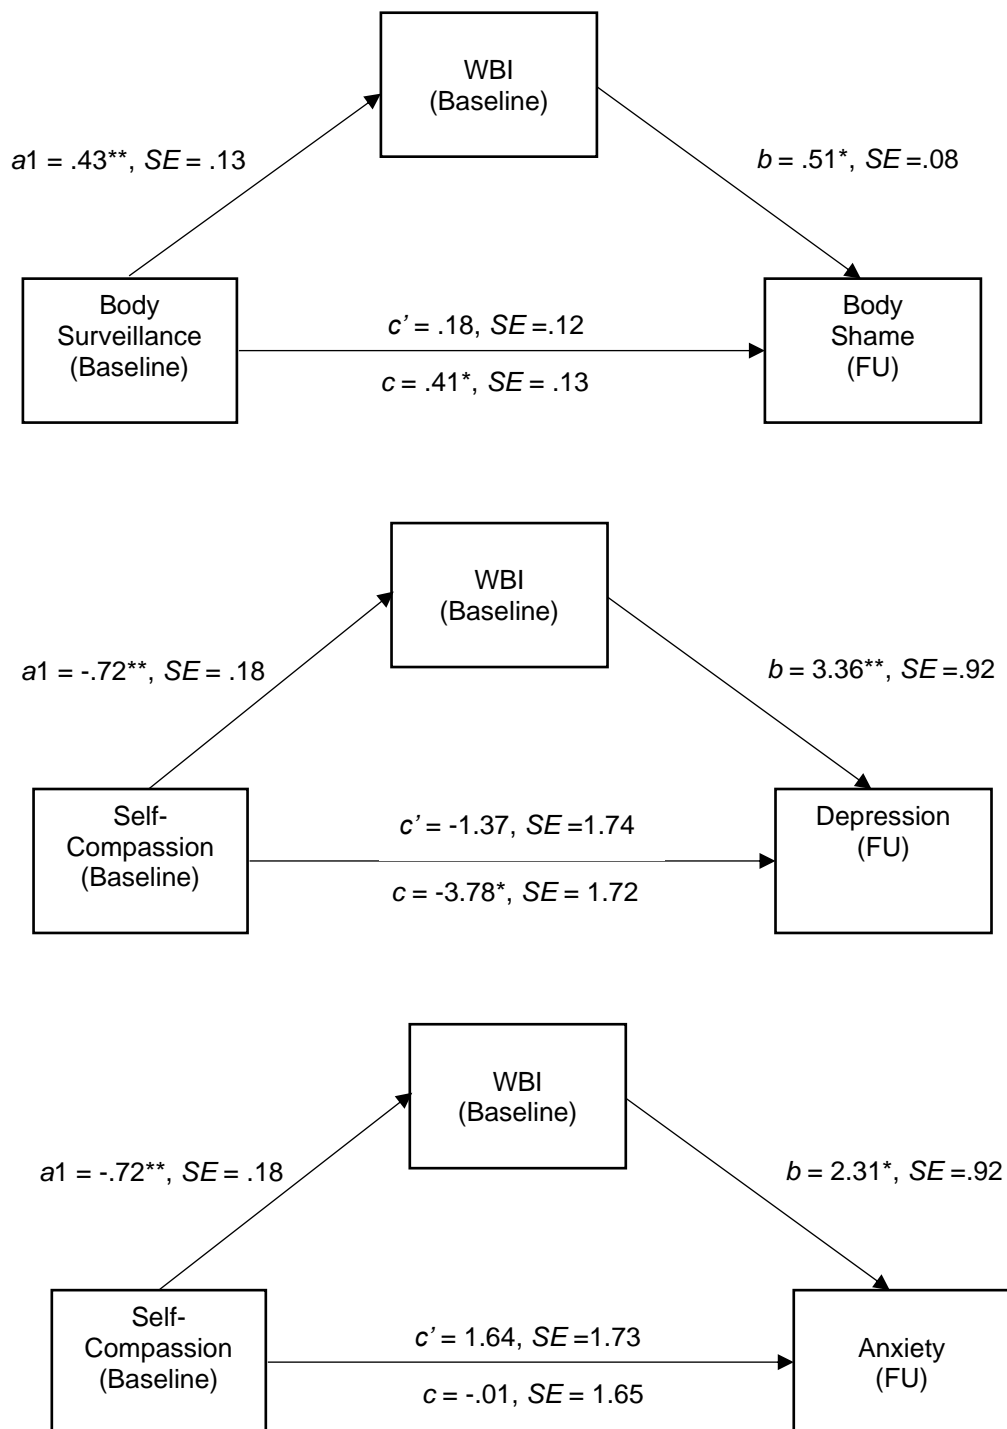 WBI
(Baseline)
a1 = .43**, SE = .13
b = .51*, SE =.08
Body
Surveillance
(Baseline)
c’ = .18, SE =.12
c = .41*, SE = .13
Body
Shame
(FU)
WBI
(Baseline)
a1 = -.72**, SE = .18
b = 3.36**, SE =.92
Self-
Compassion
(Baseline)
c’ = -1.37, SE =1.74
c = -3.78*, SE = 1.72
Depression
(FU)
WBI
(Baseline)
a1 = -.72**, SE = .18
b = 2.31*, SE =.92
Self-
Compassion
(Baseline)
c’ = 1.64, SE =1.73
c = -.01, SE = 1.65
Anxiety
(FU)